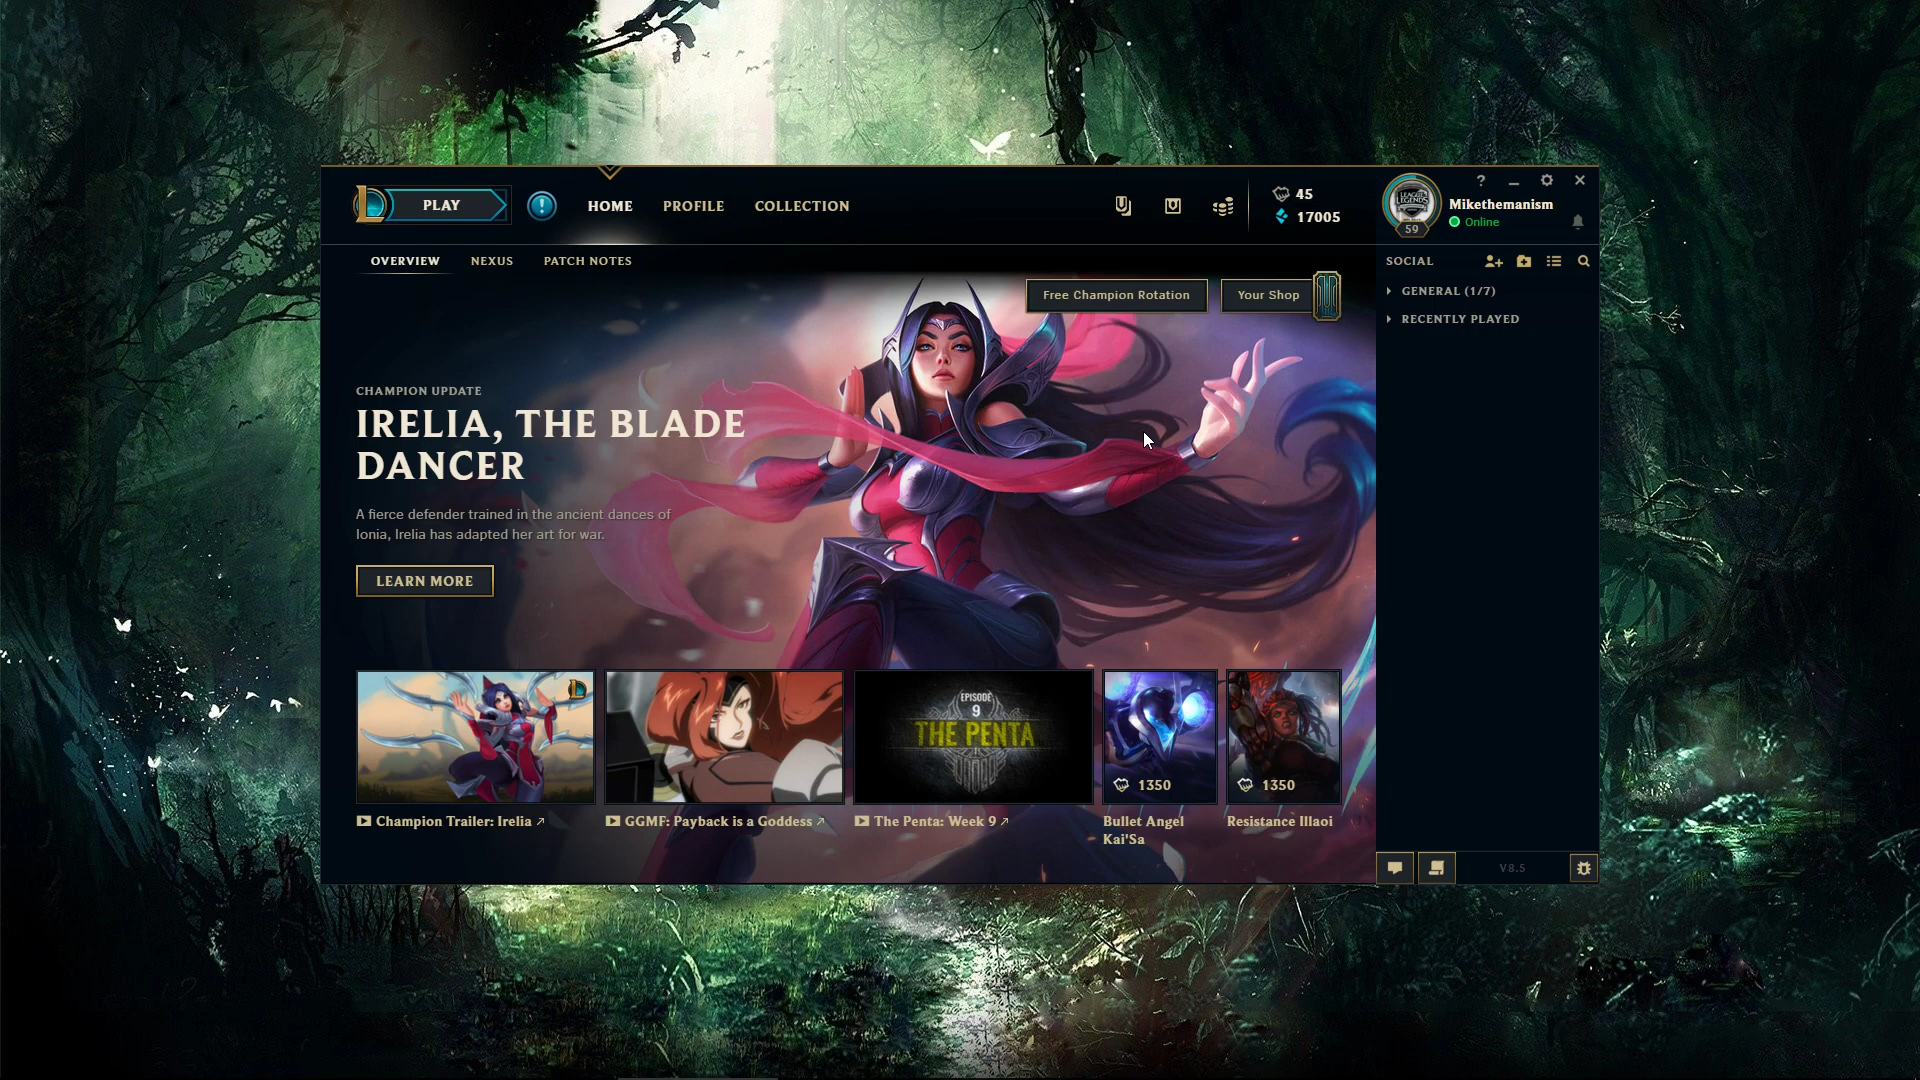 PLAY
HOME
PROFILE
COLLECTION
45
17005
LEAGUE LEGENDS
59
?
Mikethemanism
Online
OVERVIEW
NEXUS
PATCH NOTES
SOCIAL
Free Champion Rotation
Your Shop
GENERAL (1/7)
RECENTLY PLAYED
CHAMPION UPDATE
IRELIA, THE BLADE
DANCER
A fierce defender trained in the ancient dances of
Ionia, Irelia has adapted her art for war.
LEARN MORE
EPISODE
9
THE PENTA
1350
1350
Champion Trailer: Irelia
GGMF: Payback is a Goddess
The Penta: Week 9
Bullet Angel
Kai'Sa
Resistance Illaoi
V8.5